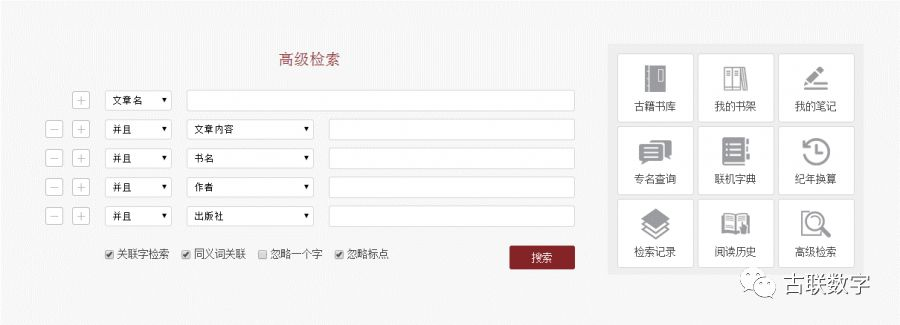 高级检索
文章名
并且 文章内容
并且 书名
并且 作者
并且 出版社
关联字检索 同义词关联 忽略一个字 忽略标点 搜索
古籍书库 我的书架 我的笔记
专名查询 联机字典 纪年换算
检索记录 阅读历史 高级检索
古联数字